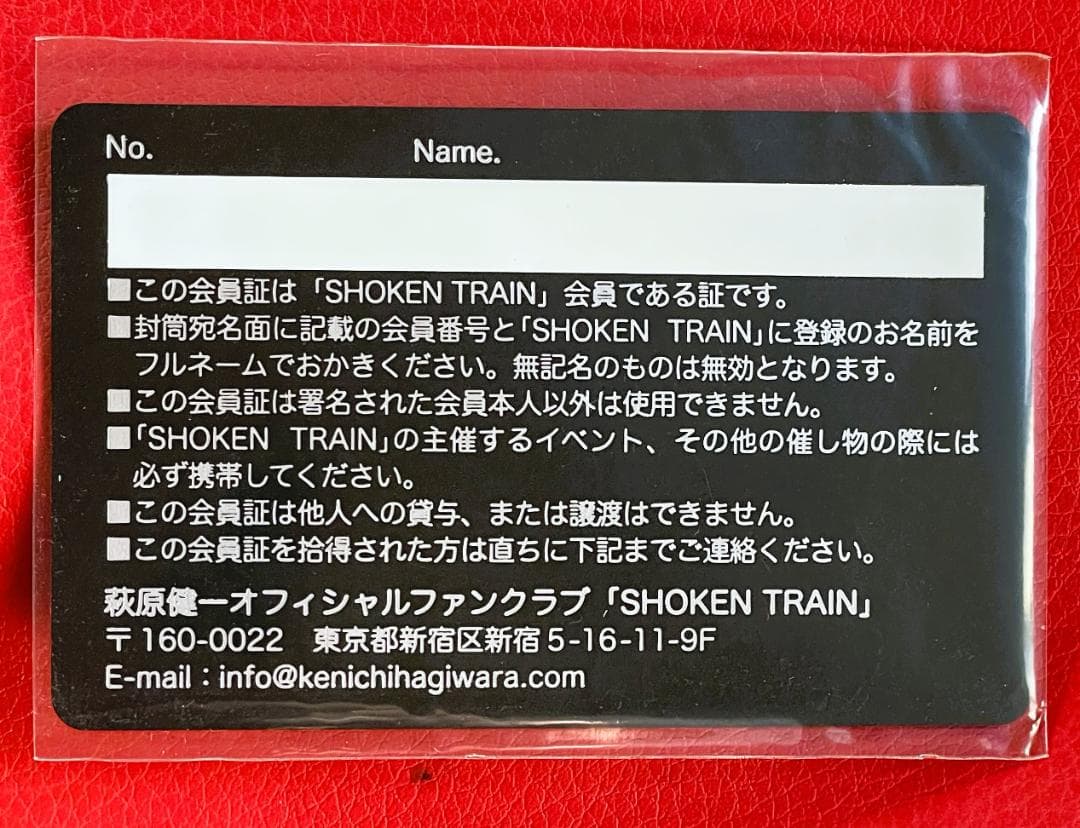 No. Name.
■この会員証は「SHOKEN TRAIN」会員である証です。
■封筒宛名面に記載の会員番号と「SHOKEN TRAIN」に登録のお名前を
フルネームでおかきください。無記名のものは無効となります。
■この会員証は署名された会員本人以外は使用できません。
■「SHOKEN TRAIN」の主催するイベント、その他の催し物の際には
必ず携帯してください。
■この会員証は他人への貸与、または譲渡はできません。
■この会員証を拾得された方は直ちに下記までご連絡ください。
萩原健一オフィシャルファンクラブ「SHOKEN TRAIN」
〒160-0022 東京都新宿区新宿5-16-11-9F
E-mail：info@kenichihagiwara.com